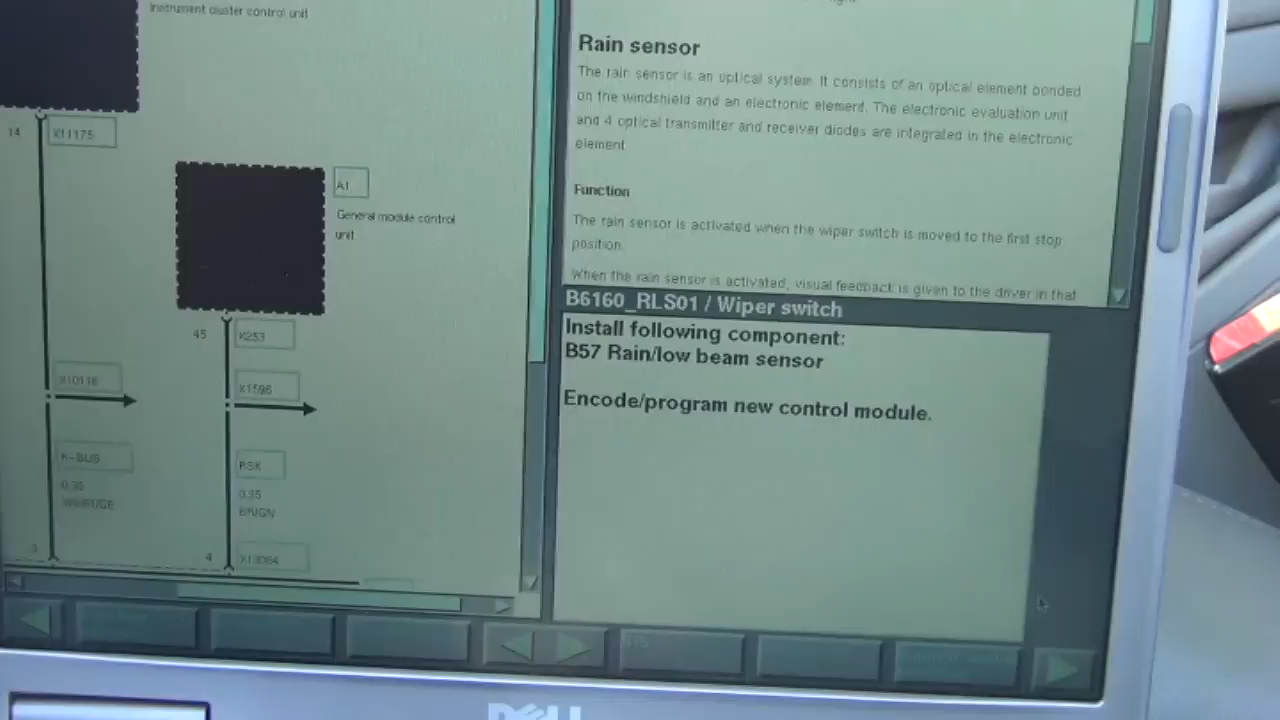 Instrument cluster control unit
14
X11175
A1
General module control
unit
45
K253
X1596
X10116
K-BUS
0.35
3
RSK
0.35
4
Rain sensor
The rain sensor is an optical system. It consists of an optical element bonded
on the windshield and an electronic element. The electronic evaluation unit
and 4 optical transmitter and receiver diodes are integrated in the electronic
element.
Function
The rain sensor is activated when the wiper switch is moved to the first stop
position.
When the rain sensor is activated, visual feedback is given to the driver in that
B6160_RLS01 / Wiper switch
Install following component:
B57 Rain/low beam sensor
Encode/program new control module.
DELL